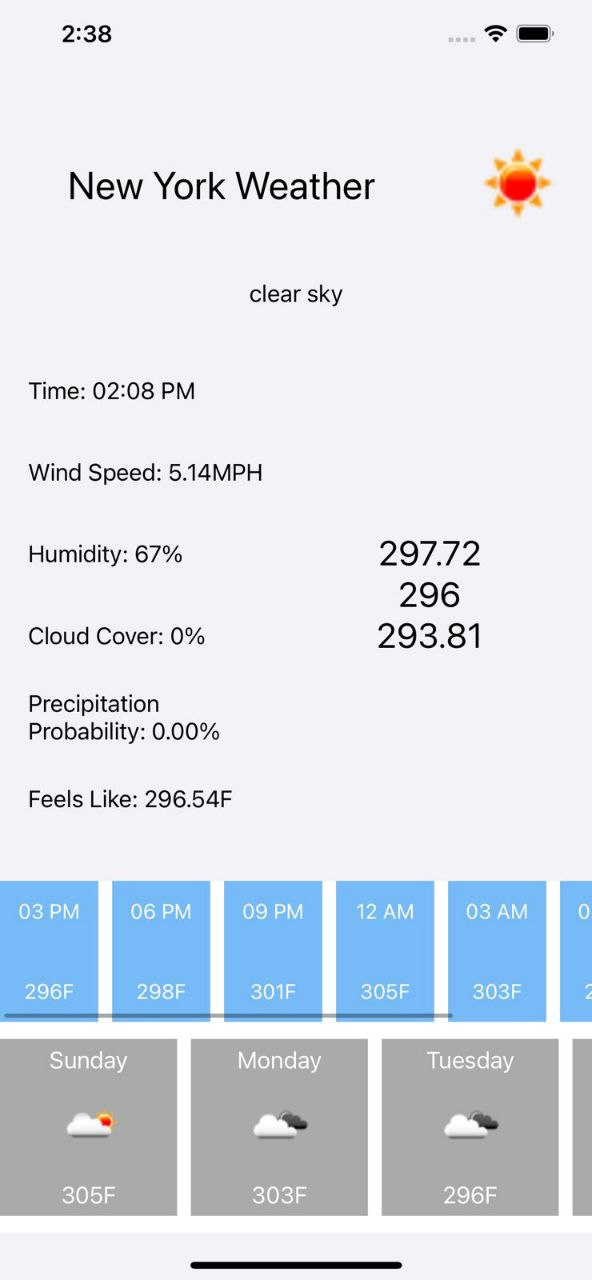 2:38
New York Weather
clear sky
Time: 02:08 PM
Wind Speed: 5.14MPH
Humidity: 67%
297.72
296
293.81
Cloud Cover: 0%
Precipitation
Probability: 0.00%
Feels Like: 296.54F
03 PM 06 PM 09 PM 12 AM 03 AM 0
296F 298F 301F 305F 303F 2
Sunday Monday Tuesday
305F 303F 296F